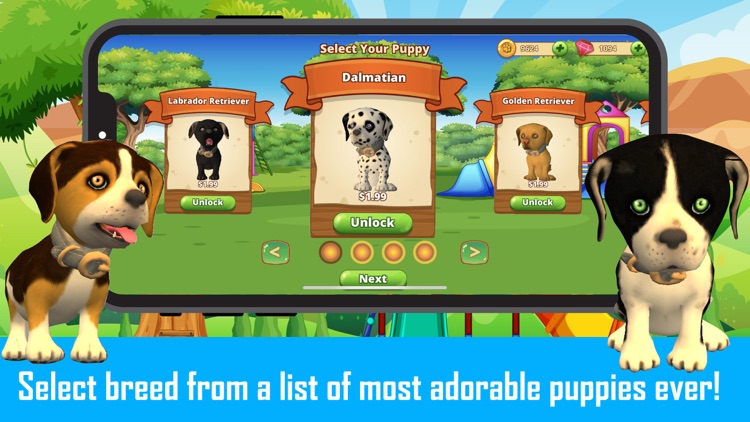 Select Your Puppy
9624
1094
Labrador Retriever
$1.99
Unlock
Dalmatian
$1.99
Unlock
Golden Retriever
$1.99
Unlock
<
>
Next
Select breed from a list of most adorable puppies ever!